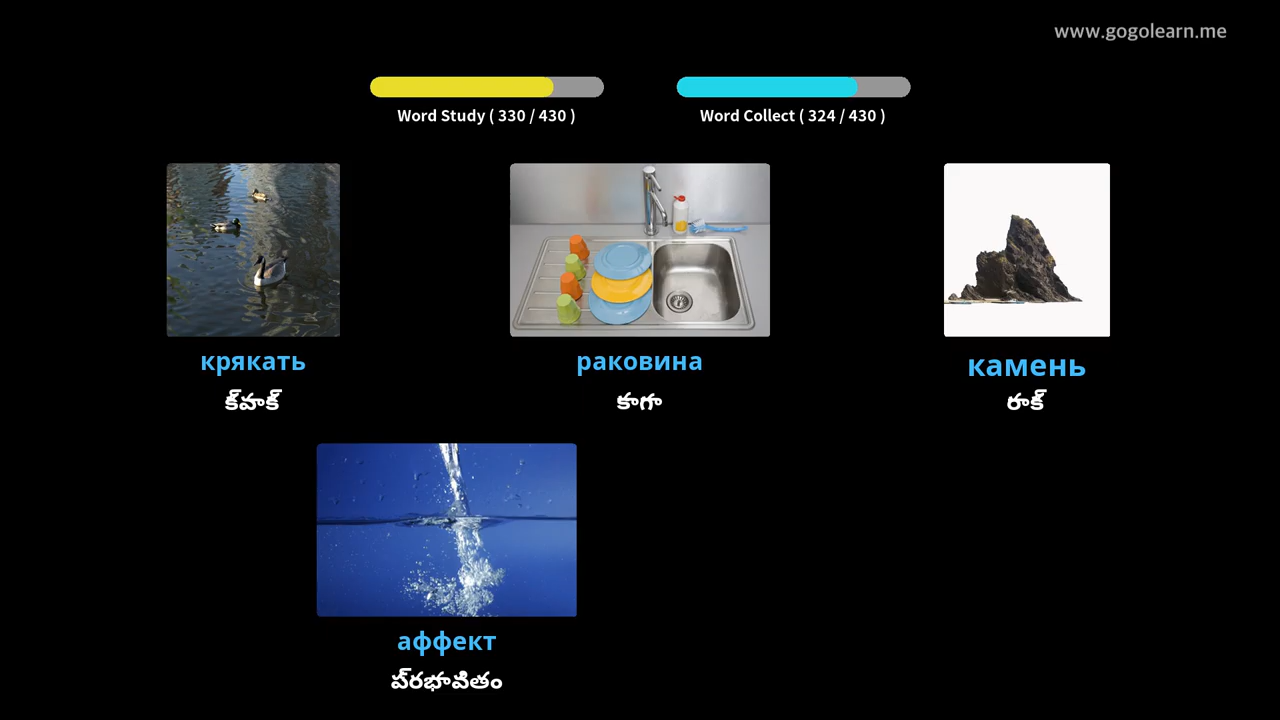 www.gogolearn.me
Word Study ( 330 / 430 )
Word Collect ( 324 / 430 )
крякать
раковина
камень
క్వాక్
కాగా
రాక్
аффект
ప్రభావితం